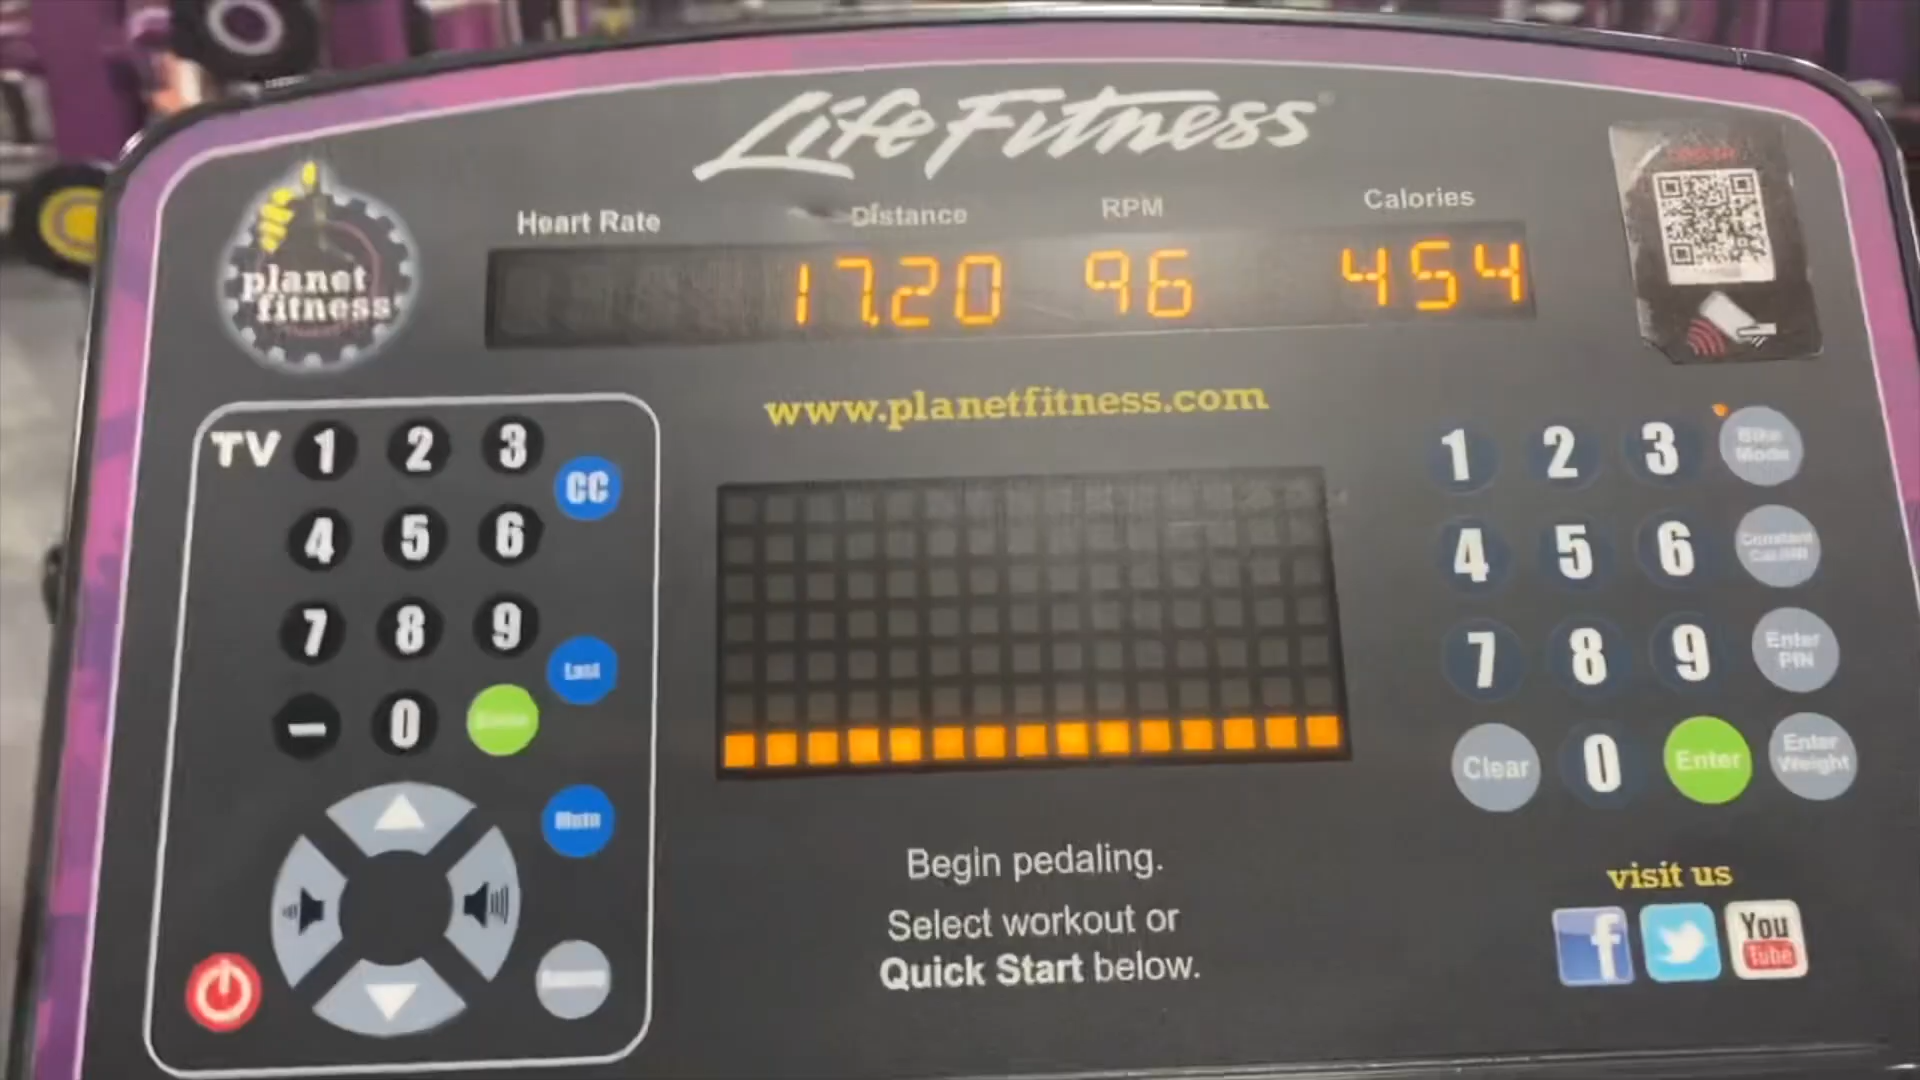 Life Fitness
Heart Rate
Distance
RPM
Calories
17.20
96
454
planet
fitness
www.planetfitness.com
TV
1 2 3
CC
4 5 6
7 8 9
Last
- 0
Mute
1 2 3
Bike
Mode
4 5 6
Constant
7 8 9
Enter
PIN
Clear
0
Enter
Enter
Weight
Begin pedaling.
Select workout or
Quick Start below.
visit us
f
You
Tube